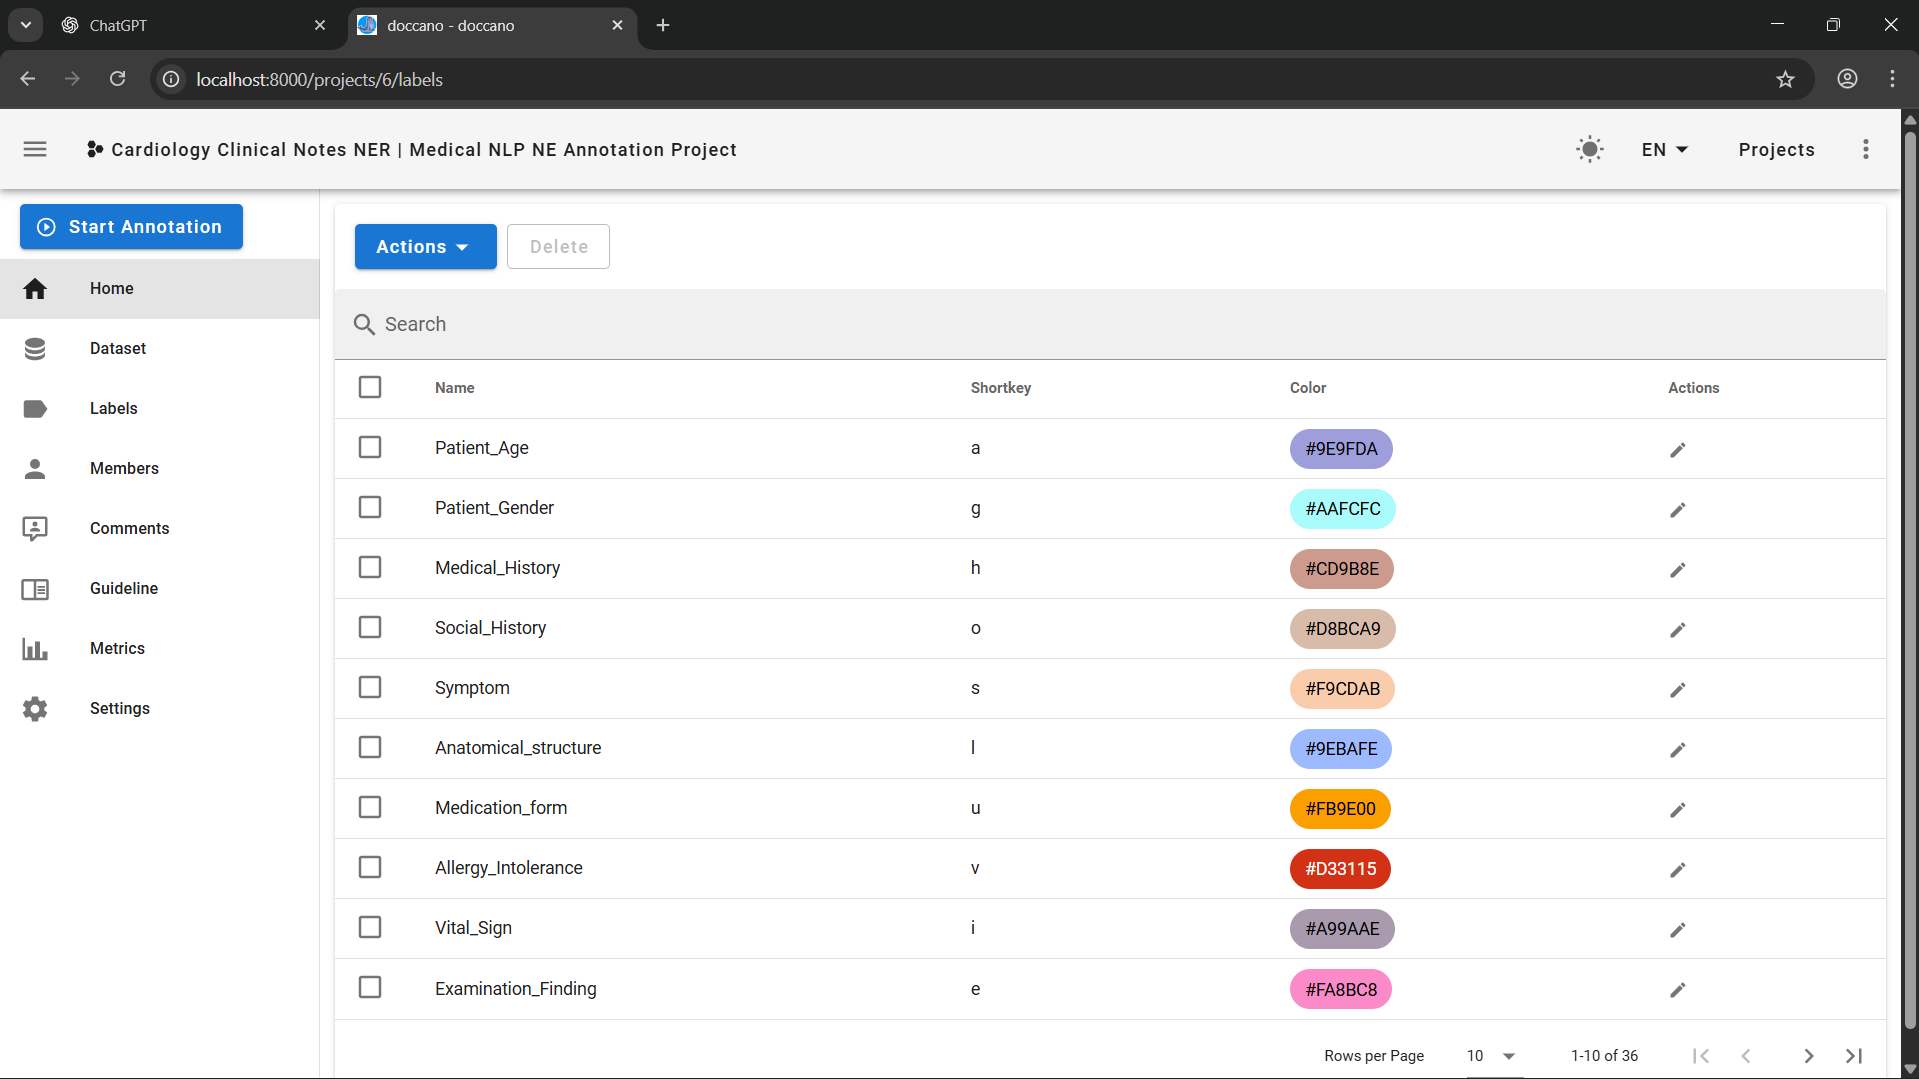 ChatGPT
doccano - doccano
localhost:8000/projects/6/labels
Cardiology Clinical Notes NER | Medical NLP NE Annotation Project
EN
Projects
Start Annotation
Home
Dataset
Labels
Members
Comments
Guideline
Metrics
Settings
Actions
Delete
Search
Name Shortkey Color Actions
Patient_Age a #9E9FDA
Patient_Gender g #AAFCFC
Medical_History h #CD9B8E
Social_History o #D8BCA9
Symptom s #F9CDAB
Anatomical_structure l #9EBAFE
Medication_form u #FB9E00
Allergy_Intolerance v #D33115
Vital_Sign i #A99AAE
Examination_Finding e #FA8BC8
Rows per Page 10 1-10 of 36